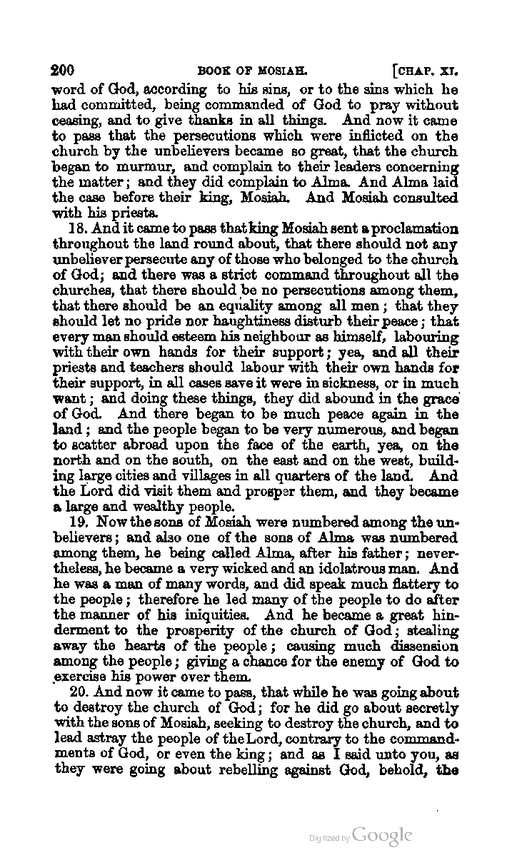 200 BOOK OF MOSIAH. [CHAP. XI.
word of God, according to his sins, or to the sins which he
had committed, being commanded of God to pray without
ceasing, and to give thanks in all things. And now it came
to pass that the persecutions which were inflicted on the
church by the unbelievers became so great, that the church
began to murmur, and complain to their leaders concerning
the matter; and they did complain to Alma. And Alma laid
the case before their king, Mosiah. And Mosiah consulted
with his priests.
18. And it came to pass that king Mosiah sent a proclamation
throughout the land round about, that there should not any
unbeliever persecute any of those who belonged to the church
of God; and there was a strict command throughout all the
churches, that there should be no persecutions among them,
that there should be an equality among all men; that they
should let no pride nor haughtiness disturb their peace; that
every man should esteem his neighbour as himself, labouring
with their own hands for their support; yea, and all their
priests and teachers should labour with their own hands for
their support, in all cases save it were in sickness, or in much
want; and doing these things, they did abound in the grace
of God. And there began to be much peace again in the
land; and the people began to be very numerous, and began
to scatter abroad upon the face of the earth, yea, on the
north and on the south, on the east and on the west, build-
ing large cities and villages in all quarters of the land. And
the Lord did visit them and prosper them, and they became
a large and wealthy people.
19. Now the sons of Mosiah were numbered among the un-
believers; and also one of the sons of Alma was numbered
among them, he being called Alma, after his father; never-
theless, he became a very wicked and an idolatrous man. And
he was a man of many words, and did speak much flattery to
the people; therefore he led many of the people to do after
the manner of his iniquities. And he became a great hin-
derment to the prosperity of the church of God; stealing
away the hearts of the people; causing much dissension
among the people; giving a chance for the enemy of God to
exercise his power over them.
20. And now it came to pass, that while he was going about
to destroy the church of God; for he did go about secretly
with the sons of Mosiah, seeking to destroy the church, and to
lead astray the people of the Lord, contrary to the command-
ments of God, or even the king; and as I said unto you, as
they were going about rebelling against God, behold, the
Digitized by Google